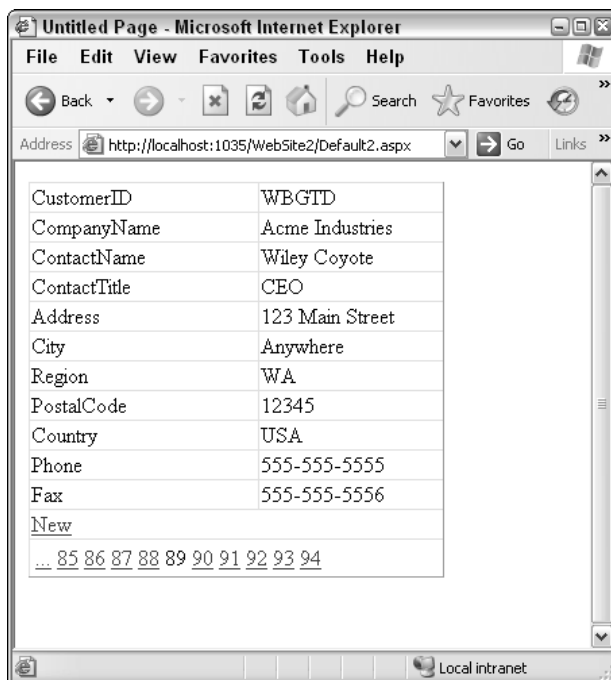 Untitled Page - Microsoft Internet Explorer
File Edit View Favorites Tools Help
Back Search Favorites »
Address http://localhost:1035/WebSite2/Default2.aspx Go Links »
CustomerID WBGTD
CompanyName Acme Industries
ContactName Wiley Coyote
ContactTitle CEO
Address 123 Main Street
City Anywhere
Region WA
PostalCode 12345
Country USA
Phone 555-555-5555
Fax 555-555-5556
New
... 85 86 87 88 89 90 91 92 93 94
Local intranet